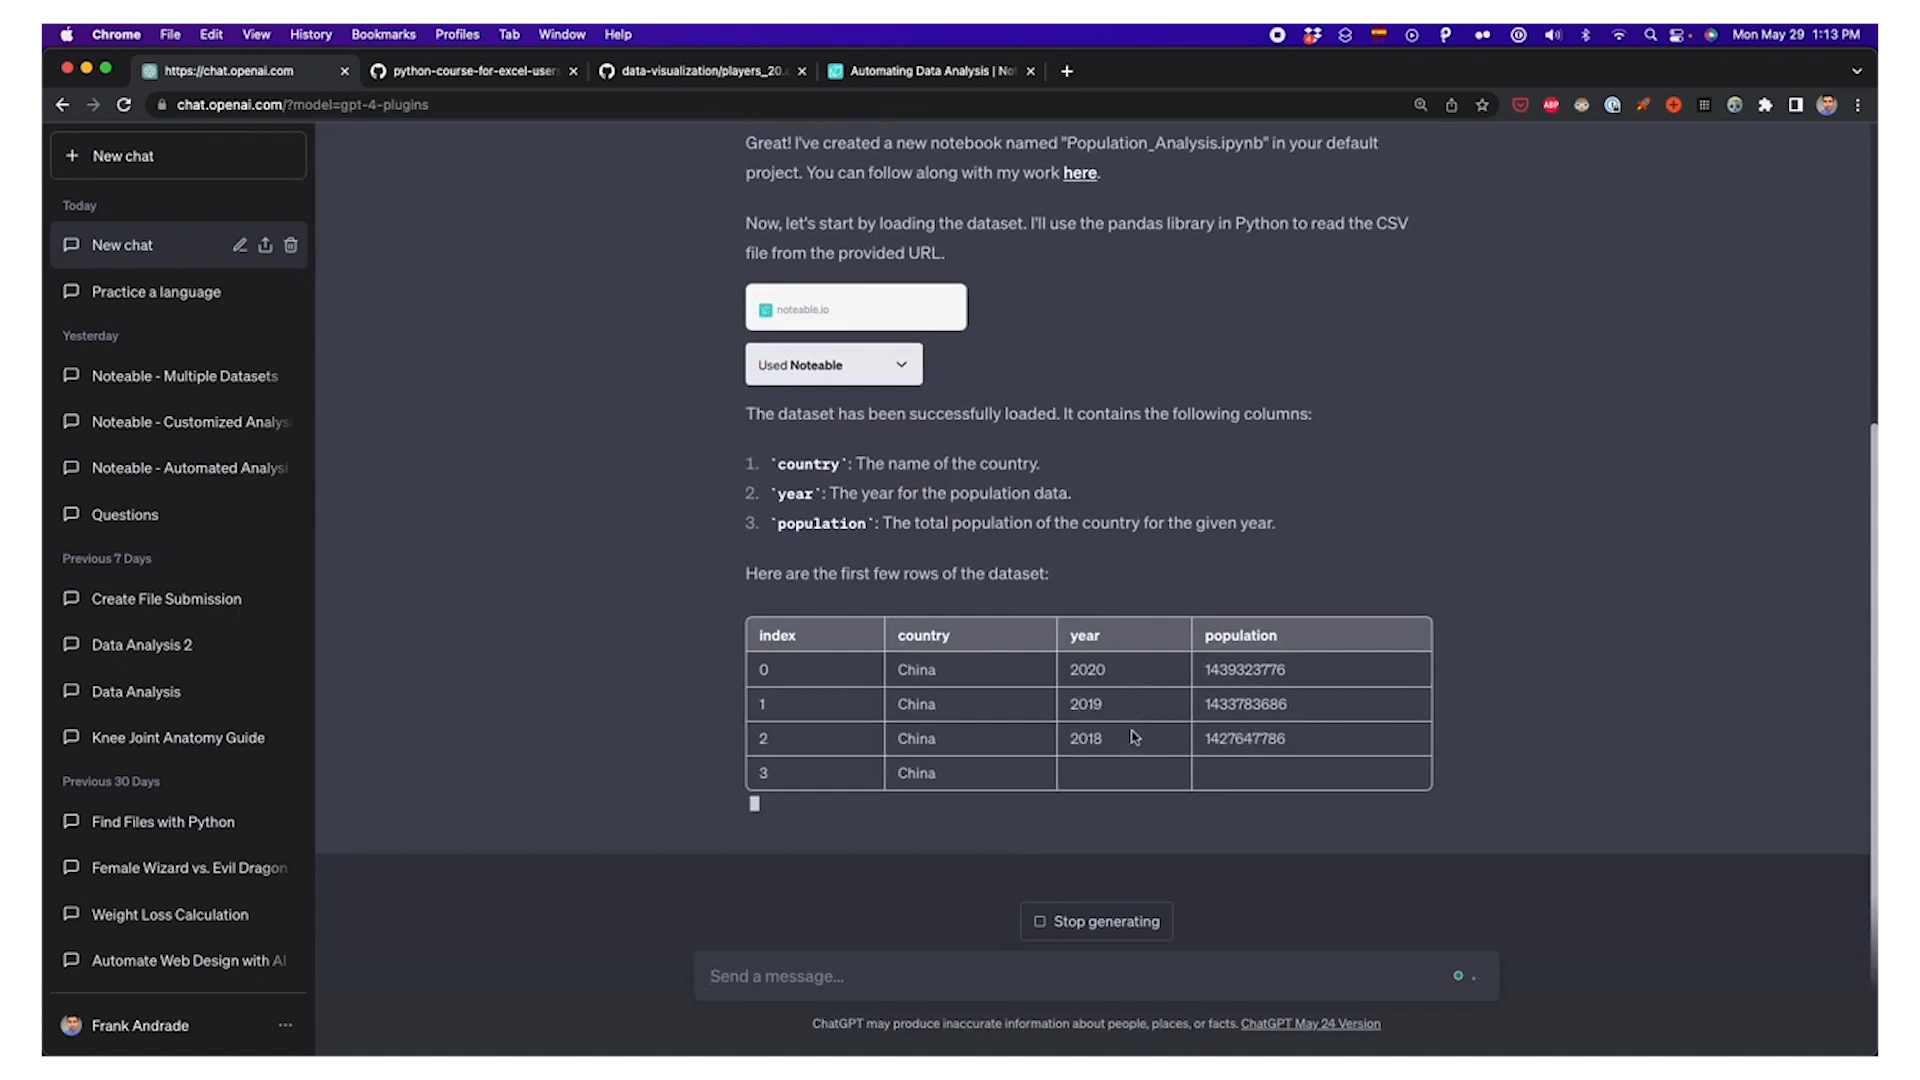 Chrome File Edit View History Bookmarks Profiles Tab Window Help Mon May 29 1:13 PM
https://chat.openai.com python-course-for-excel-users data-visualization/players_20. Automating Data Analysis | Not
chat.openai.com/?model=gpt-4-plugins
ABP
New chat
Today
New chat
Practice a language
Yesterday
Noteable - Multiple Datasets
Noteable - Customized Analys
Noteable - Automated Analysi
Questions
Previous 7 Days
Create File Submission
Data Analysis 2
Data Analysis
Knee Joint Anatomy Guide
Previous 30 Days
Find Files with Python
Female Wizard vs. Evil Dragon
Weight Loss Calculation
Automate Web Design with AI
Frank Andrade
Great! I've created a new notebook named "Population_Analysis.ipynb" in your default
project. You can follow along with my work here.
Now, let's start by loading the dataset. I'll use the pandas library in Python to read the CSV
file from the provided URL.
noteable.io
Used Noteable
The dataset has been successfully loaded. It contains the following columns:
1. `country`: The name of the country.
2. `year`: The year for the population data.
3. `population`: The total population of the country for the given year.
Here are the first few rows of the dataset:
index country year population
0 China 2020 1439323776
1 China 2019 1433783686
2 China 2018 1427647786
3 China
Stop generating
Send a message...
ChatGPT may produce inaccurate information about people, places, or facts. ChatGPT May 24 Version